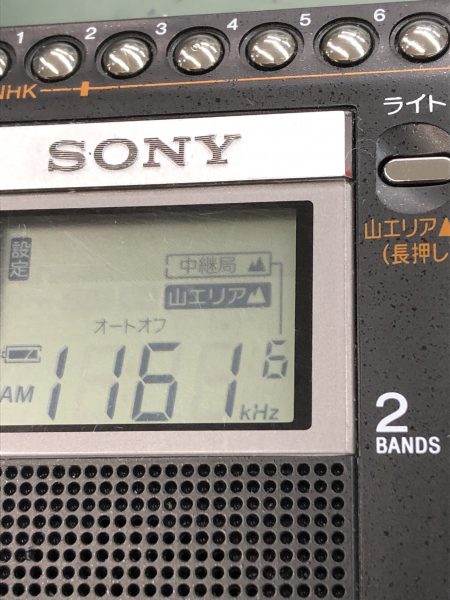 1 2 3 4 5 6
NHK
ライト
SONY
山エリア
(長押し
設定
中継局
山エリア
オートオフ
AM 1161 kHz 6
2
BANDS